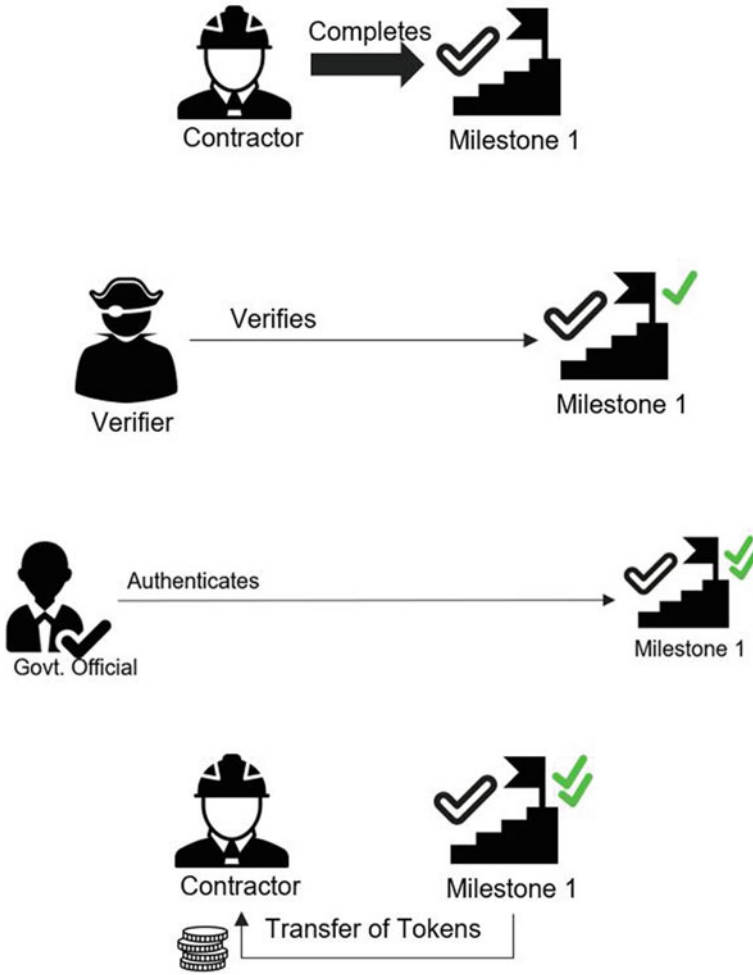 Completes
Contractor
Milestone 1
Verifies
Verifier
Milestone 1
Authenticates
Govt. Official
Milestone 1
Contractor
Milestone 1
Transfer of Tokens